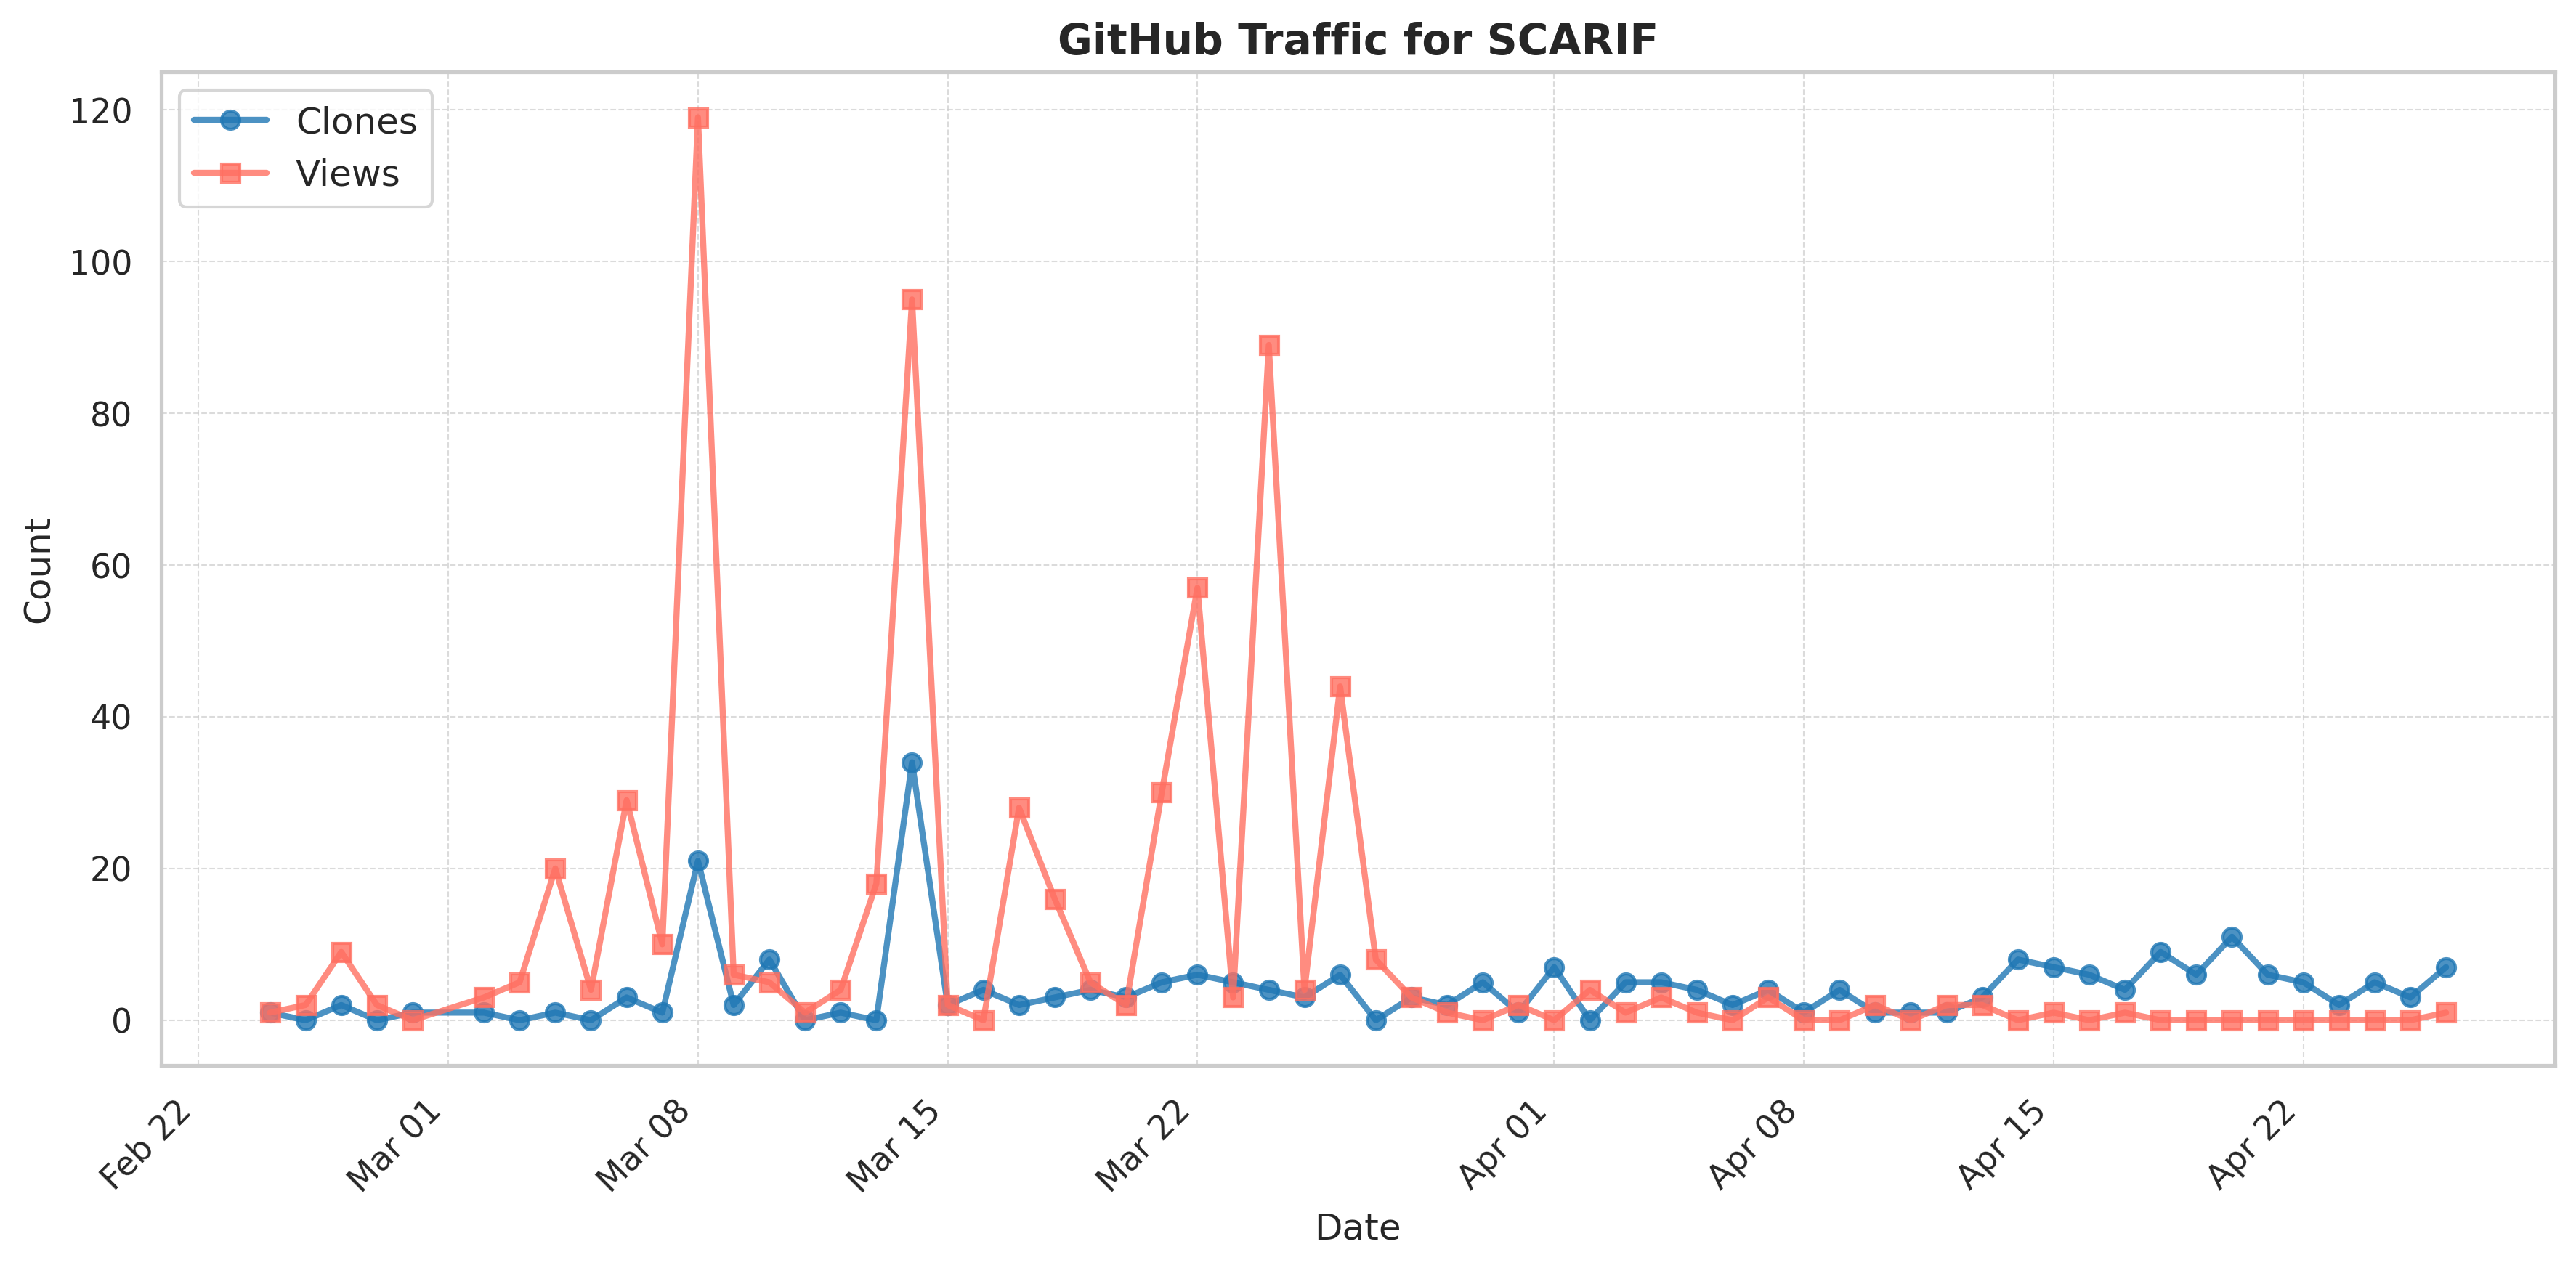 GitHub Traffic for SCARIF
Clones
Views
120
100
80
60
40
20
0
Count
Feb 22
Mar 01
Mar 08
Mar 15
Mar 22
Apr 01
Apr 08
Apr 15
Apr 22
Date